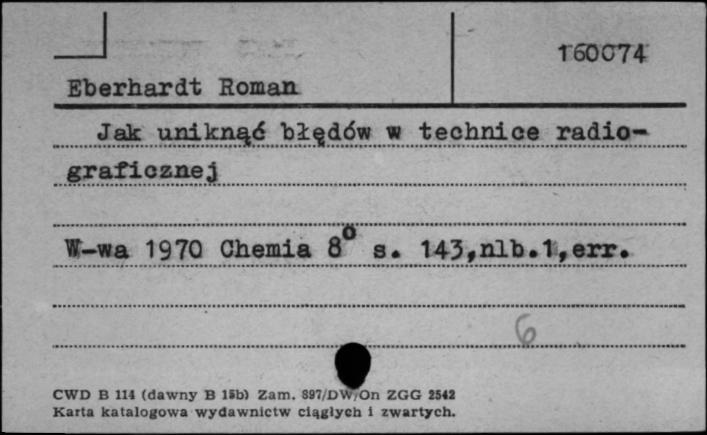 160074
Eberhardt Roman
Jak uniknąć błędów w technice radio-
graficznej
W-wa 1970 Chemia 8° s. 143,nlb.1,err.
6
CWD B 114 (dawny B 15b) Zam. 897/DW/On ZGG 2542
Karta katalogowa wydawnictw ciągłych i zwartych.